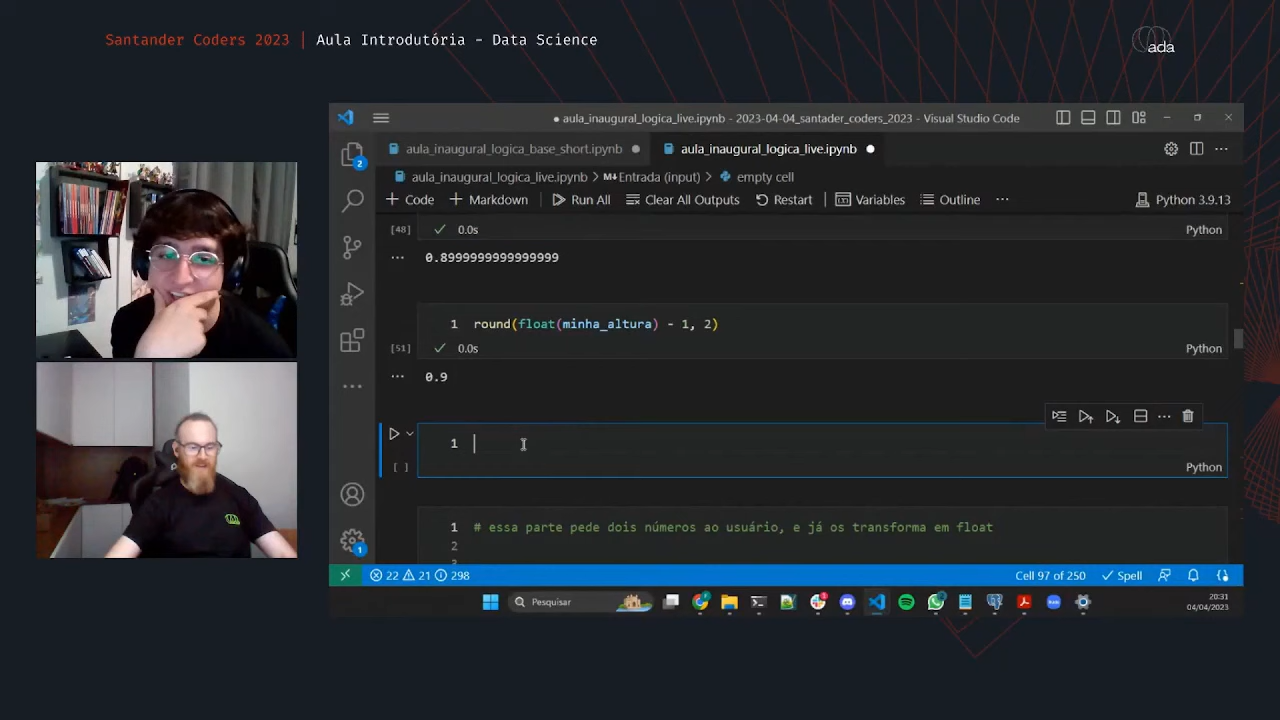 Santander Coders 2023 | Aula Introdutória - Data Science
ada
aula_inaugural_logica_live.ipynb - 2023-04-04_santader_coders_2023 - Visual Studio Code
aula_inaugural_logica_base_short.ipynb
aula_inaugural_logica_live.ipynb
2
aula_inaugural_logica_live.ipynb > M↓Entrada (input) > empty cell
+ Code + Markdown Run All Clear All Outputs Restart Variables Outline ... Python 3.9.13
[48] 0.0s Python
... 0.8999999999999999
1 round(float(minha_altura) - 1, 2)
[51] 0.0s Python
... 0.9
1
[ ] Python
1 # essa parte pede dois números ao usuário, e já os transforma em float
2
1
22 21 298 Cell 97 of 250 Spell
Pesquisar
20:31
04/04/2023